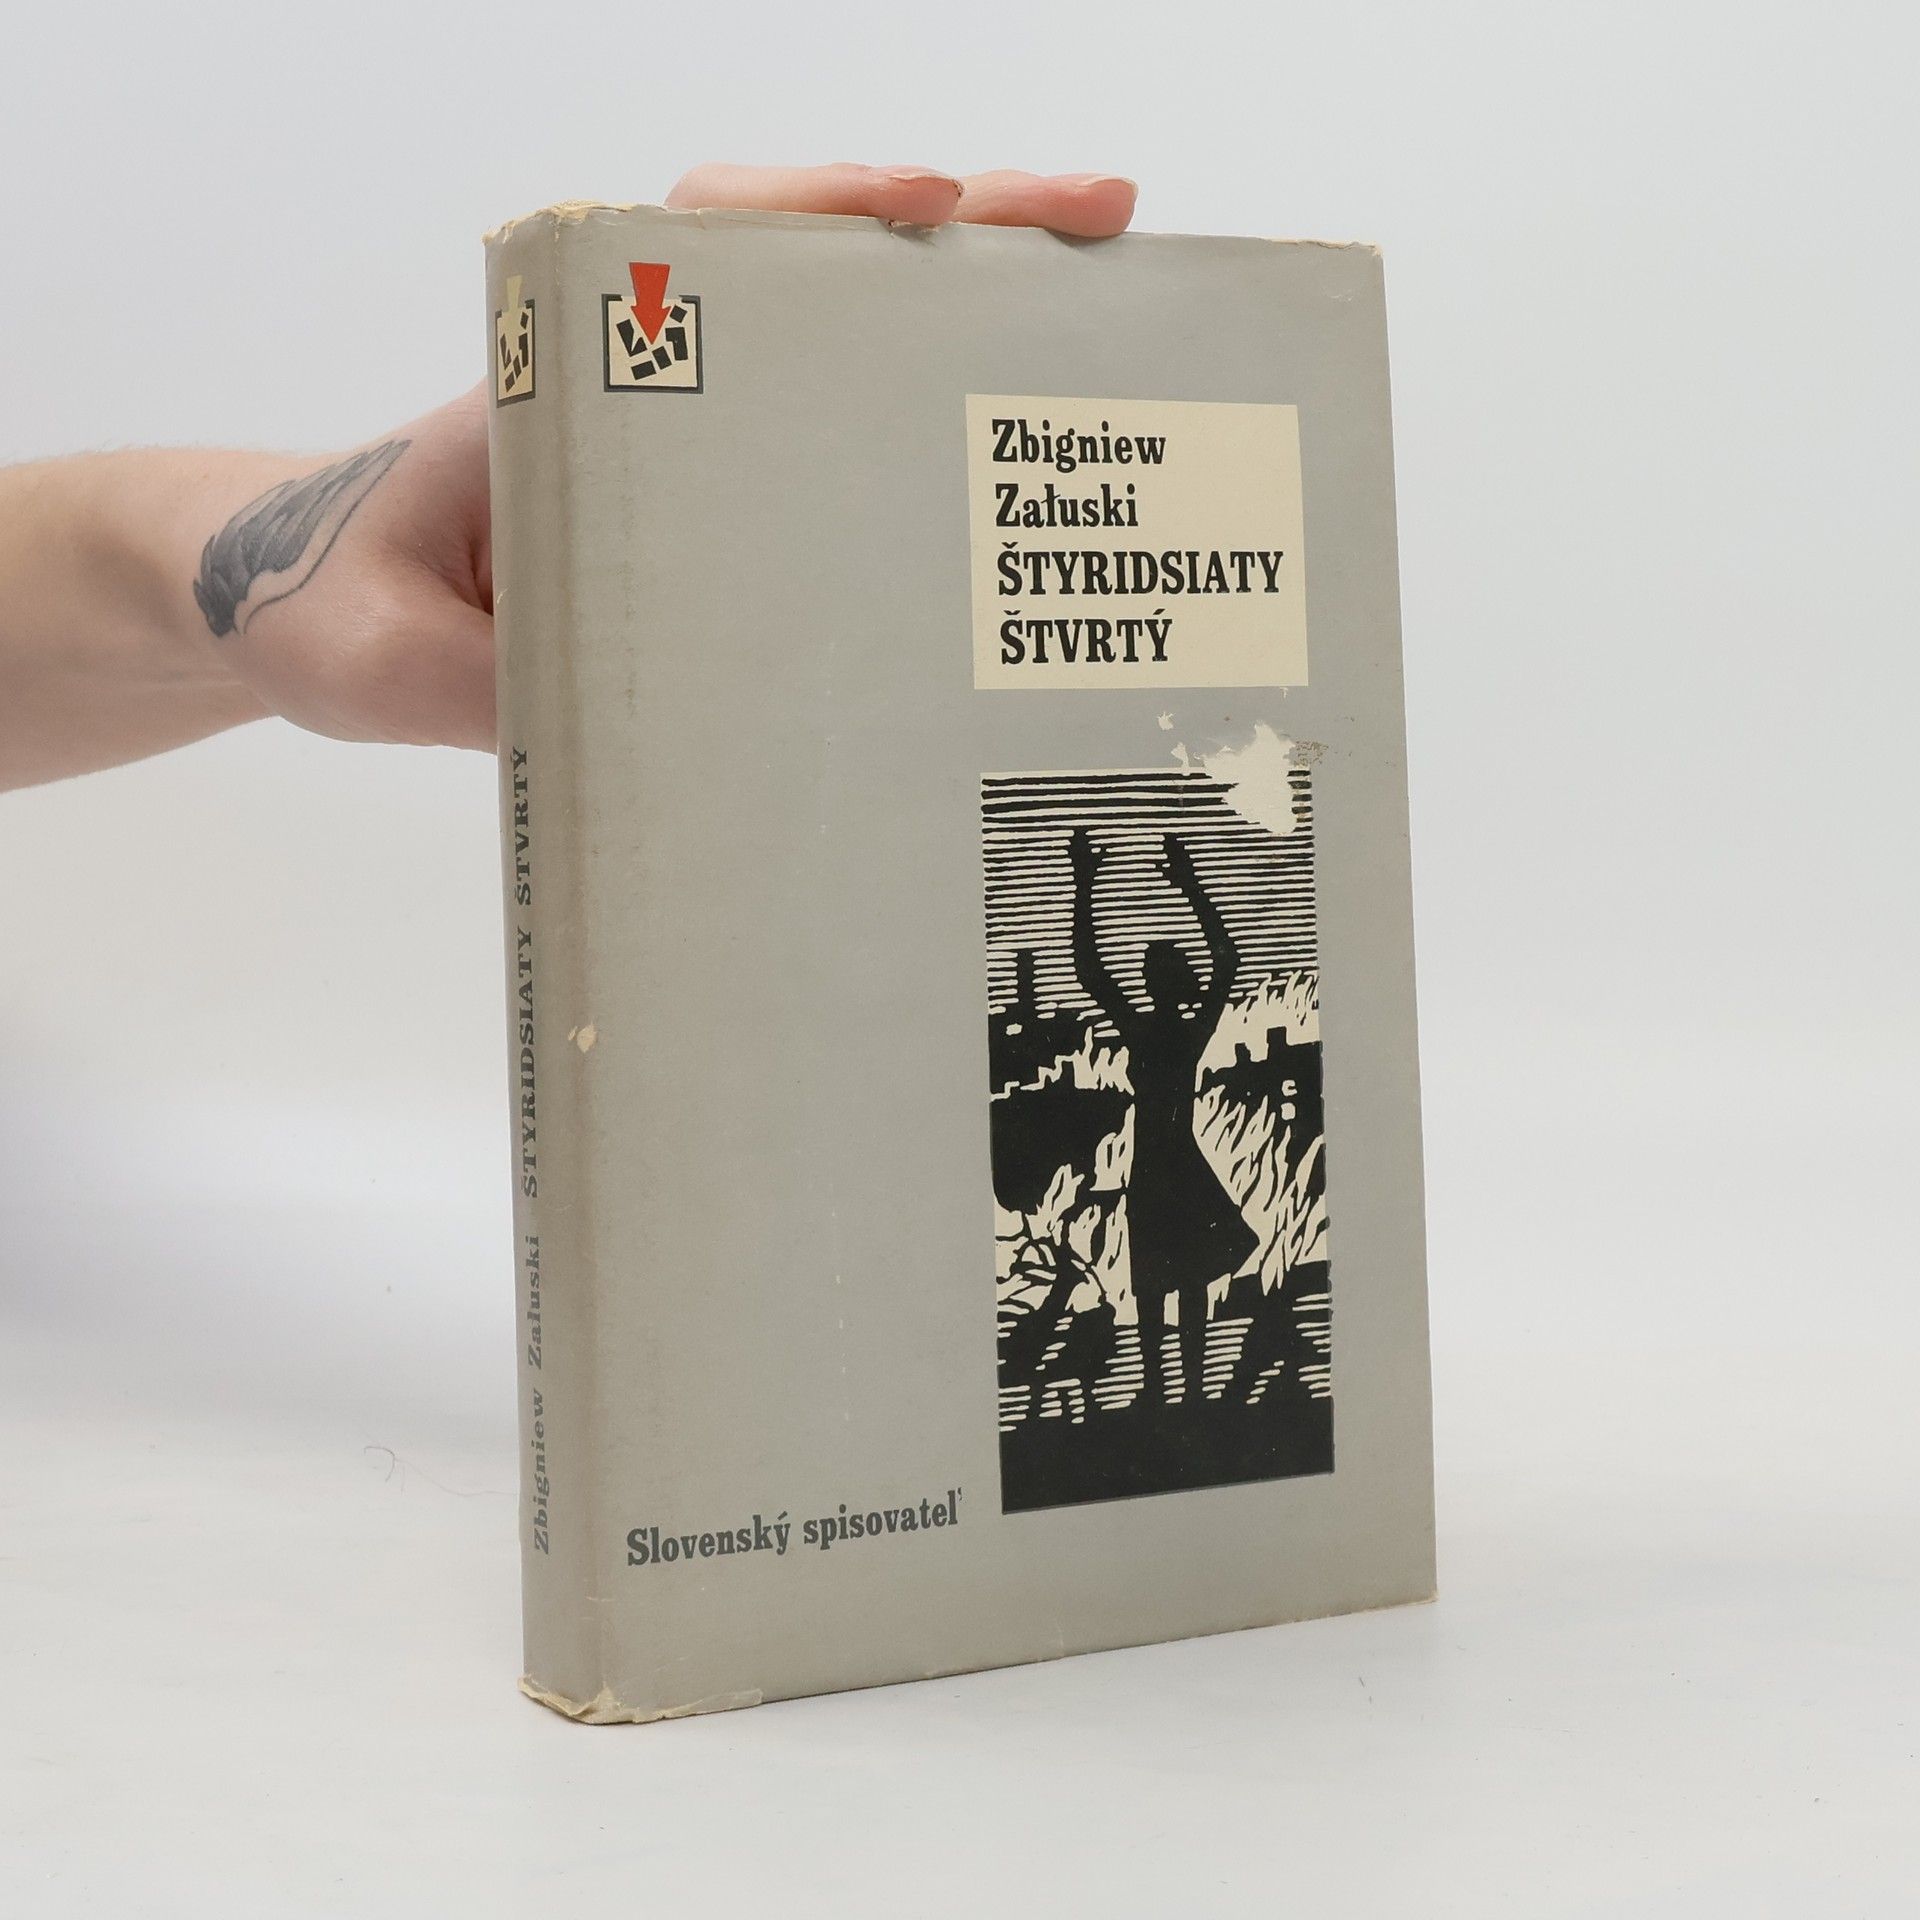 Zbigniew
Załuski
ŠTYRIDSIATY
ŠTVRTÝ
Slovenský spisovateľ
Zbigniew Załuski ŠTYRIDSIATY ŠTVRTÝ